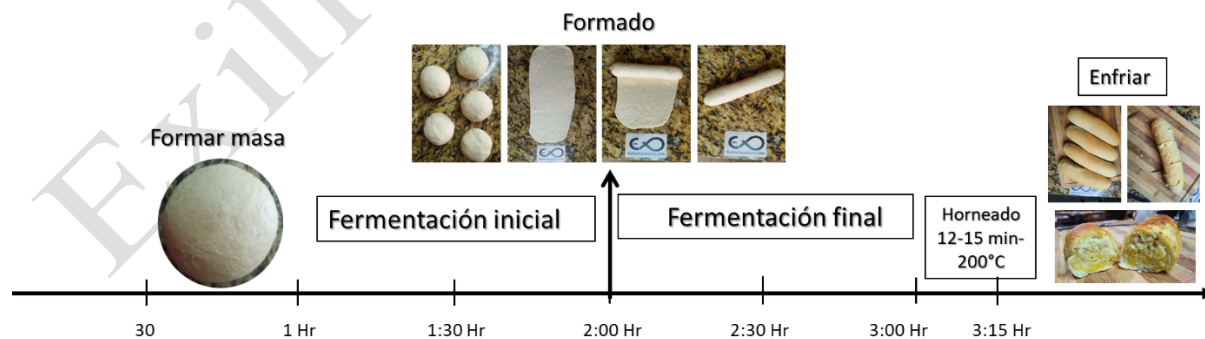 Formado
Enfriar
Formar masa
Fermentación inicial
Fermentación final
Horneado
12-15 min-
200°C
30
1 Hr
1:30 Hr
2:00 Hr
2:30 Hr
3:00 Hr
3:15 Hr